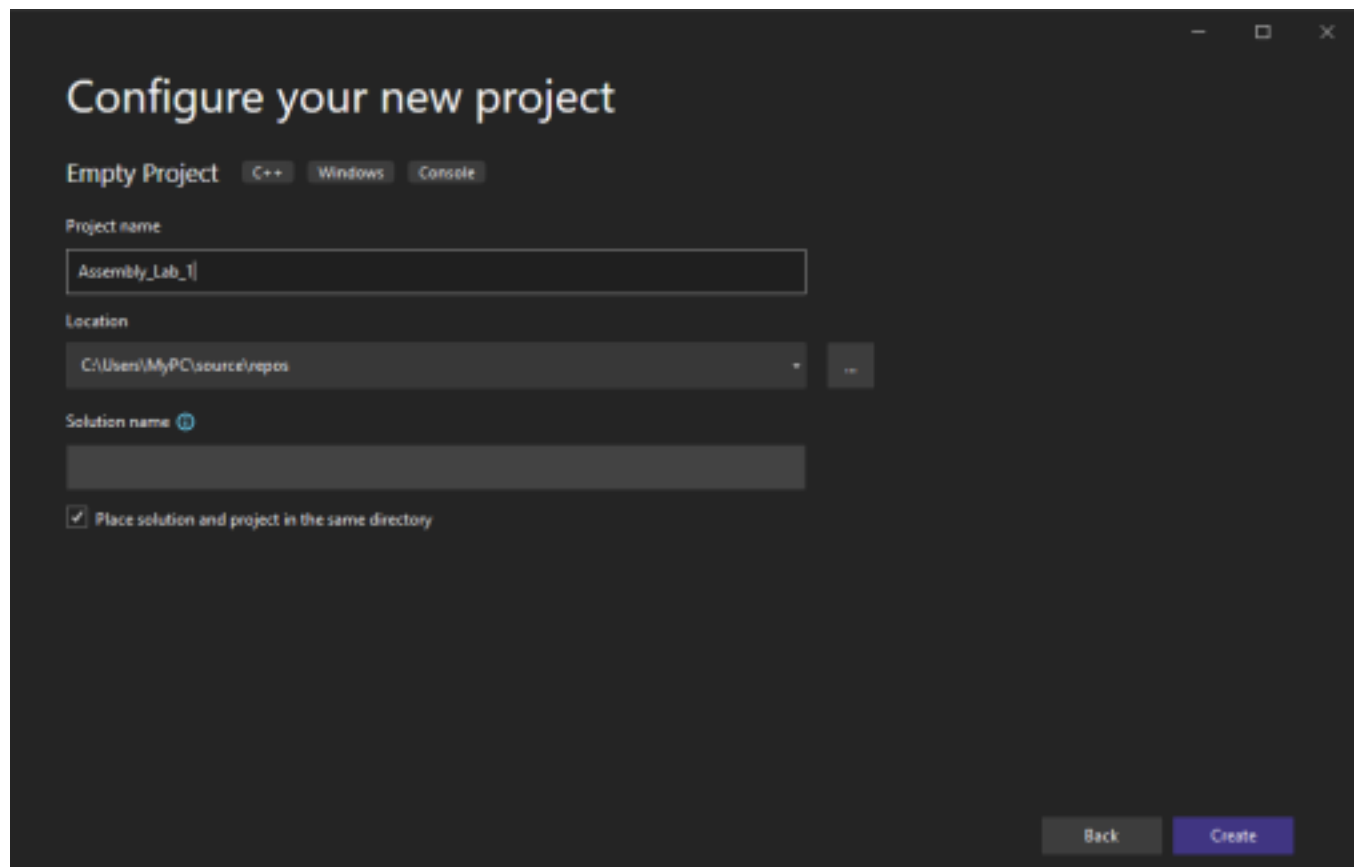 Configure your new project
Empty Project C++ Windows Console
Project name
Assembly_Lab_1
Location
C:\Users\MyPC\source\repos
...
Solution name
Place solution and project in the same directory
Back Create